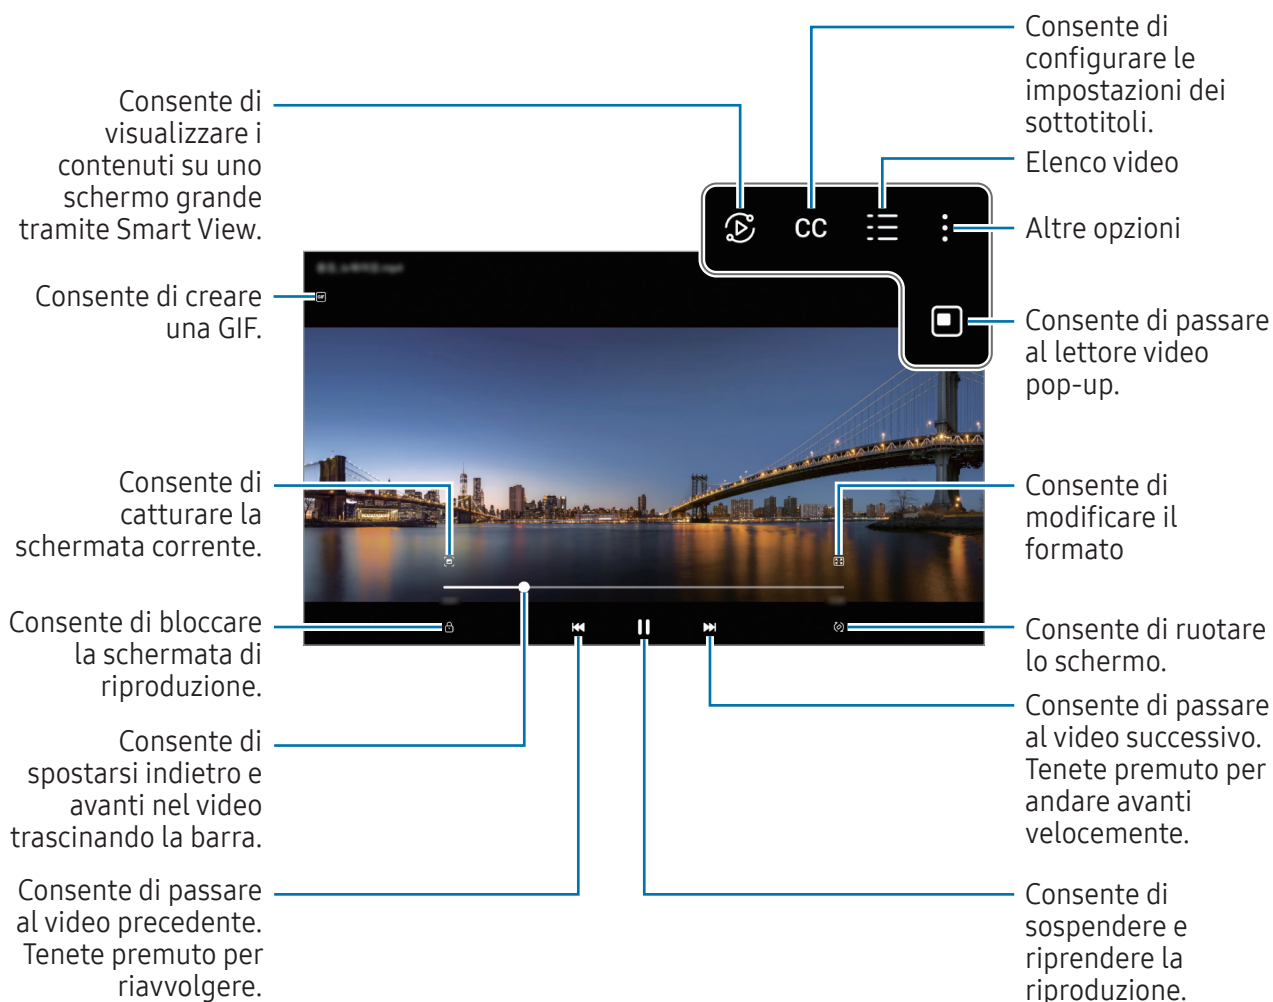 Consente di
visualizzare i
contenuti su uno
schermo grande
tramite Smart View.
Consente di creare
una GIF.
Consente di
catturare la
schermata corrente.
Consente di bloccare
la schermata di
riproduzione.
Consente di
spostarsi indietro e
avanti nel video
trascinando la barra.
Consente di passare
al video precedente.
Tenete premuto per
riavvolgere.
CC
GIF
Consente di
configurare le
impostazioni dei
sottotitoli.
Elenco video
Altre opzioni
Consente di passare
al lettore video
pop-up.
Consente di
modificare il
formato
Consente di ruotare
lo schermo.
Consente di passare
al video successivo.
Tenete premuto per
andare avanti
velocemente.
Consente di
sospendere e
riprendere la
riproduzione.